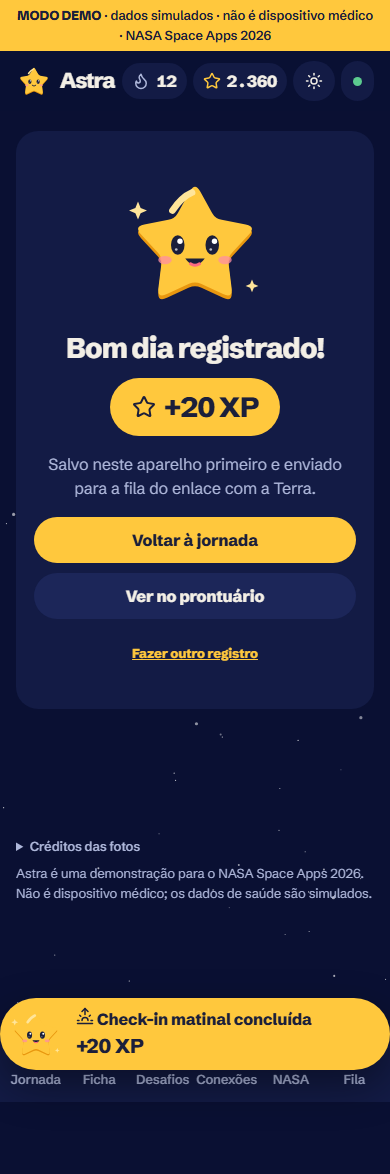 MODO DEMO · dados simulados · não é dispositivo médico
· NASA Space Apps 2026
Astra 12 2.360
Bom dia registrado!
+20 XP
Salvo neste aparelho primeiro e enviado
para a fila do enlace com a Terra.
Voltar à jornada
Ver no prontuário
Fazer outro registro
Créditos das fotos
Astra é uma demonstração para o NASA Space Apps 2026.
Não é dispositivo médico; os dados de saúde são simulados.
Check-in matinal concluída
+20 XP
Jornada Ficha Desafios Conexões NASA Fila